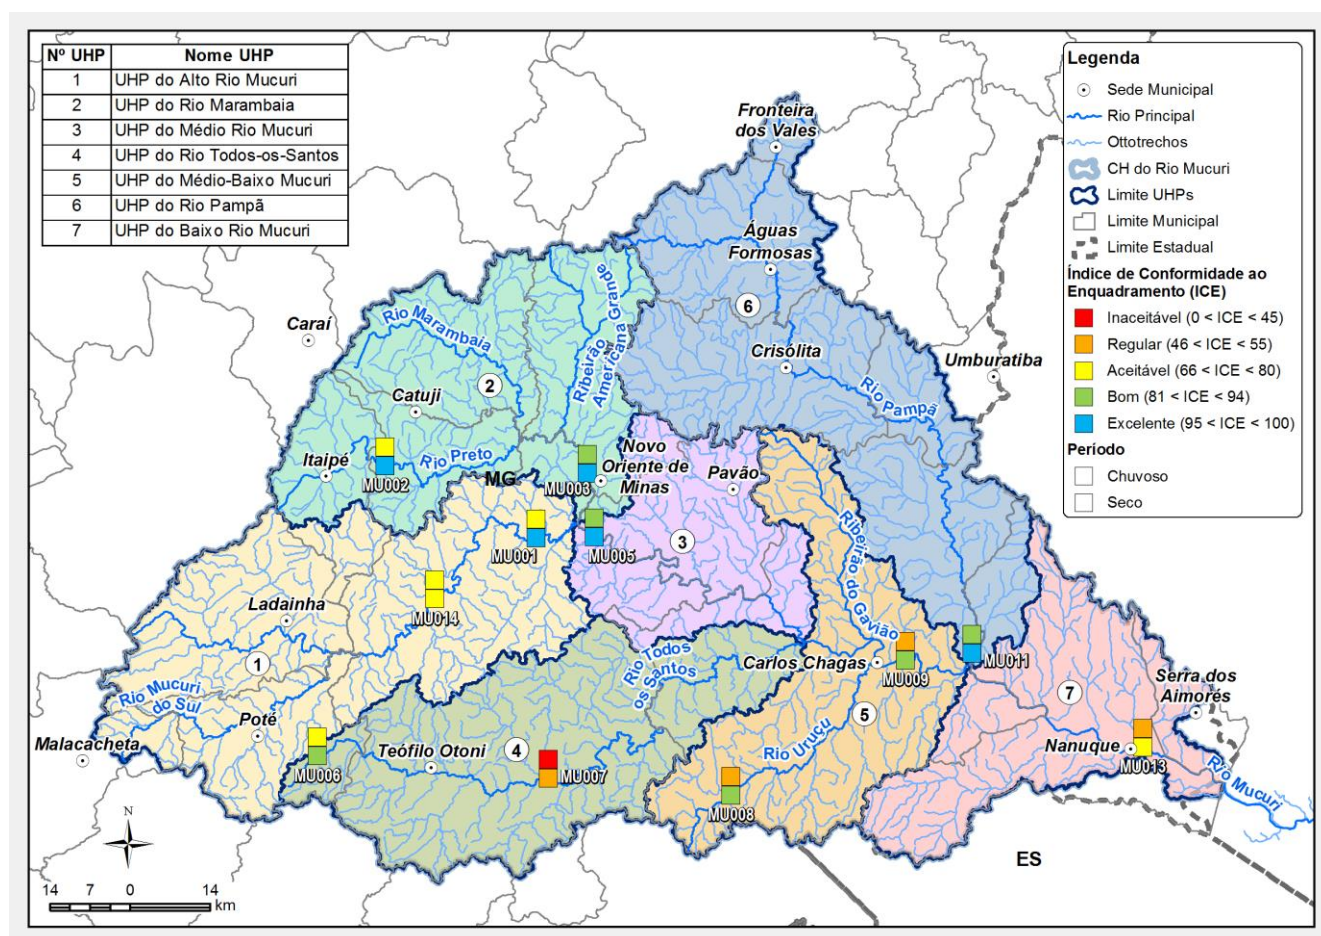 Nº UHP Nome UHP
1 UHP do Alto Rio Mucuri
2 UHP do Rio Marambaia
3 UHP do Médio Rio Mucuri
4 UHP do Rio Todos-os-Santos
5 UHP do Médio-Baixo Mucuri
6 UHP do Rio Pampã
7 UHP do Baixo Rio Mucuri
Legenda
Sede Municipal
Rio Principal
Ottotrechos
CH do Rio Mucuri
Limite UHPs
Limite Municipal
Limite Estadual
Índice de Conformidade ao
Enquadramento (ICE)
Inaceitável (0 < ICE < 45)
Regular (46 < ICE < 55)
Aceitável (66 < ICE < 80)
Bom (81 < ICE < 94)
Excelente (95 < ICE < 100)
Período
Chuvoso
Seco
Fronteira
dos Vales
Águas
Formosas
6
Crisólita
Umburatiba
Rio Pampã
Caraí
Rio Marambaia
Ribeirão
Americana Grande
2
Catuji
Itaipé
Rio Preto
MU002
MG
MU003
Novo
Oriente de
Minas
Pavão
MU001
MU005
3
Ribeirão do Gavião
MU014
Ladainha
1
Rio Mucuri
do Sul
Poté
Malacacheta
MU006
Teófilo Otoni
4
MU007
Rio Todos
os Santos
Carlos Chagas
MU009
MU011
5
Rio Uruçu
MU008
7
Serra dos
Aimorés
Nanuque
MU013
Rio Mucuri
ES
N
14 7 0 14
km